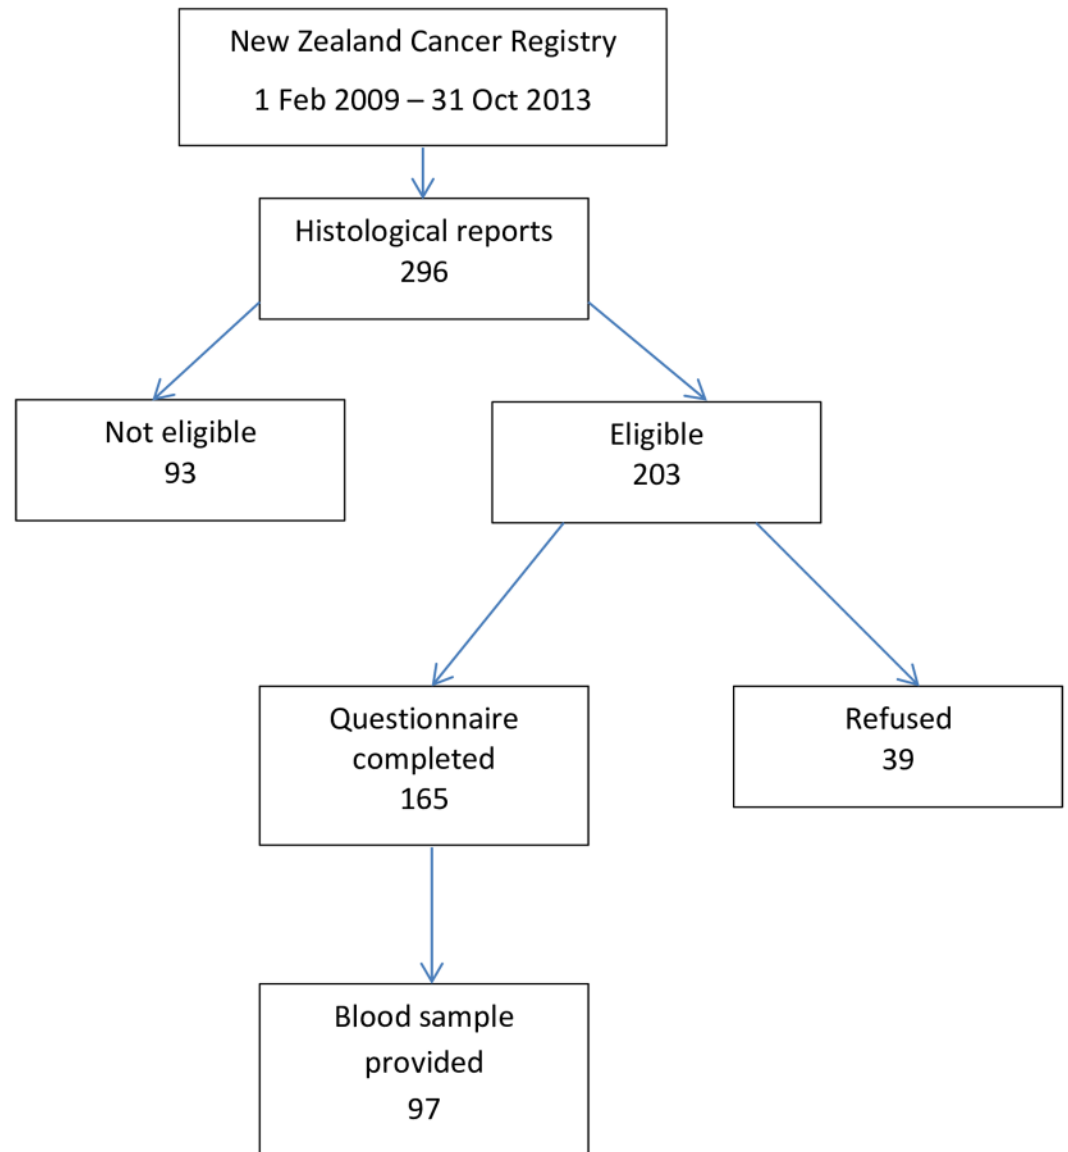 New Zealand Cancer Registry
1 Feb 2009 – 31 Oct 2013
Histological reports
296
Not eligible
93
Eligible
203
Questionnaire
completed
165
Refused
39
Blood sample
provided
97